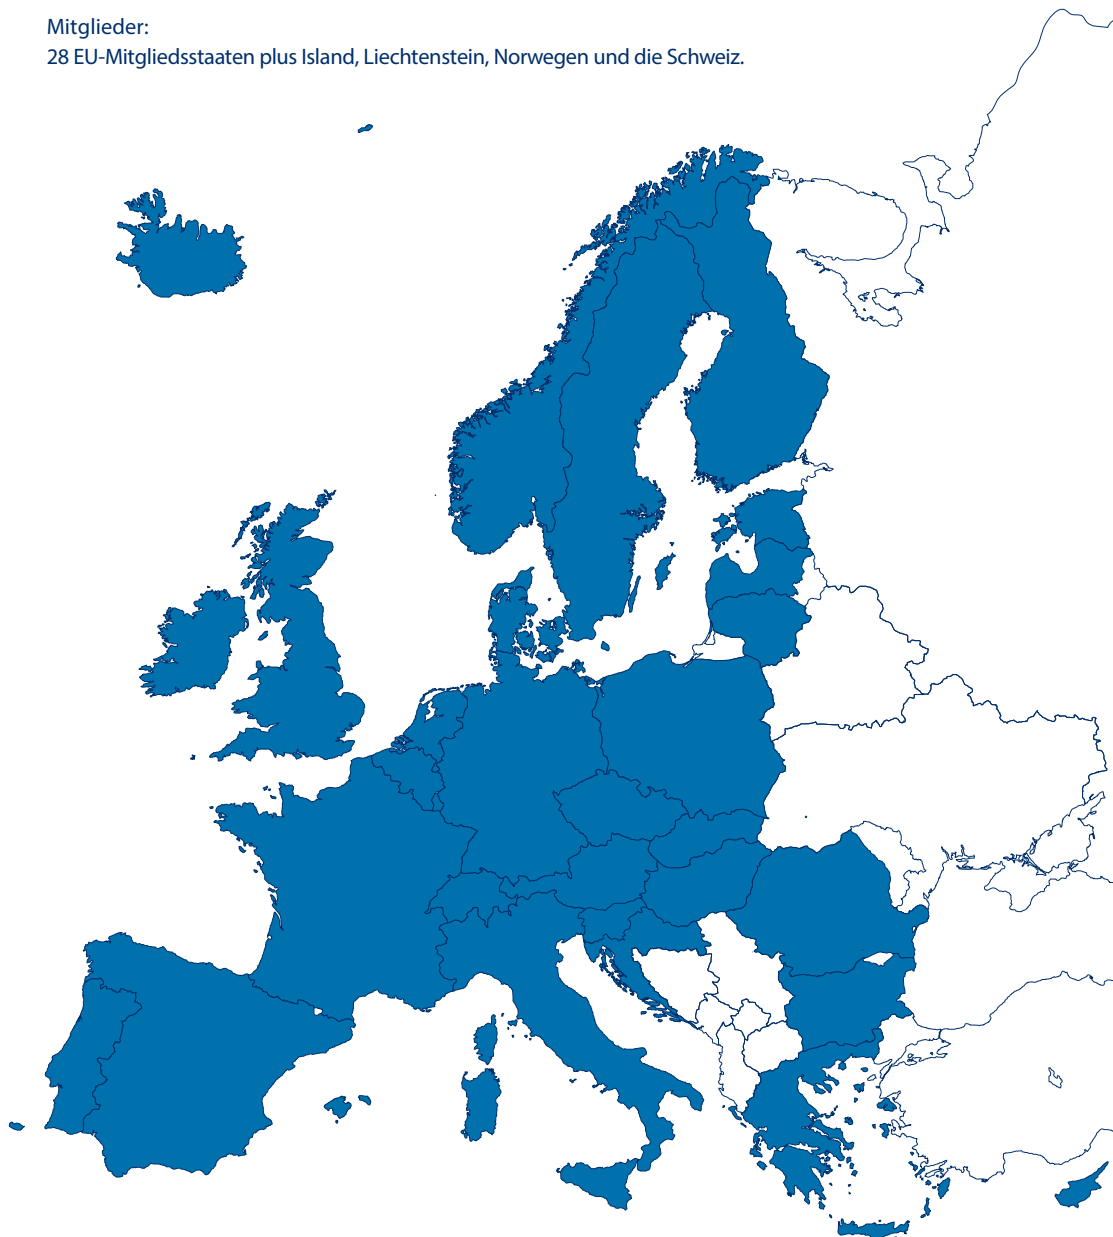 Mitglieder:
28 EU-Mitgliedsstaaten plus Island, Liechtenstein, Norwegen und die Schweiz.